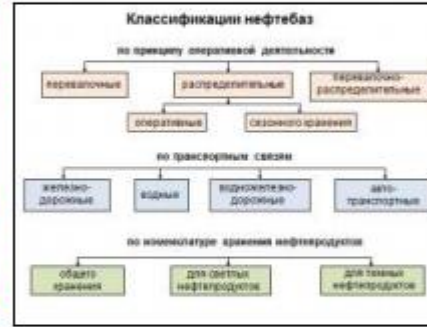 Классификации нефтебаз
по принципу оперативной деятельности
перевалочные распределительные перевалочно-
распределительные
оперативные сезонного хранения
по транспортным связям
железно-
дорожные водные водножелезно-
дорожные авто-
транспортные
по номенклатуре хранения нефтепродуктов
общего
хранения для светлых
нефтепродуктов для темных
нефтепродуктов